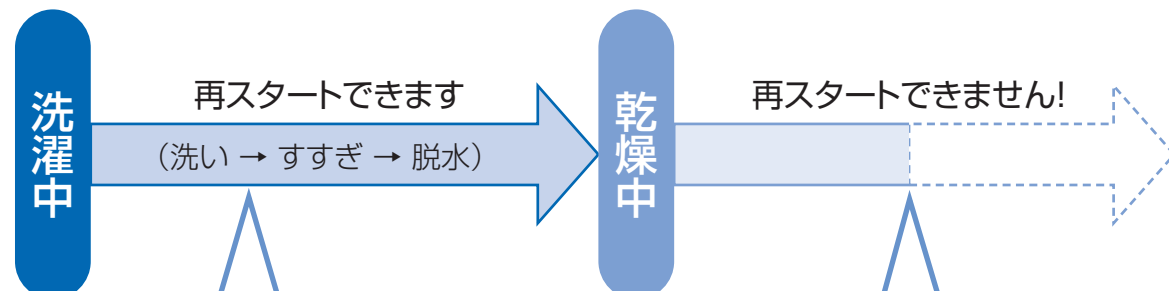 洗濯中
再スタートできます
（洗い → すすぎ → 脱水）
乾燥中
再スタートできません!